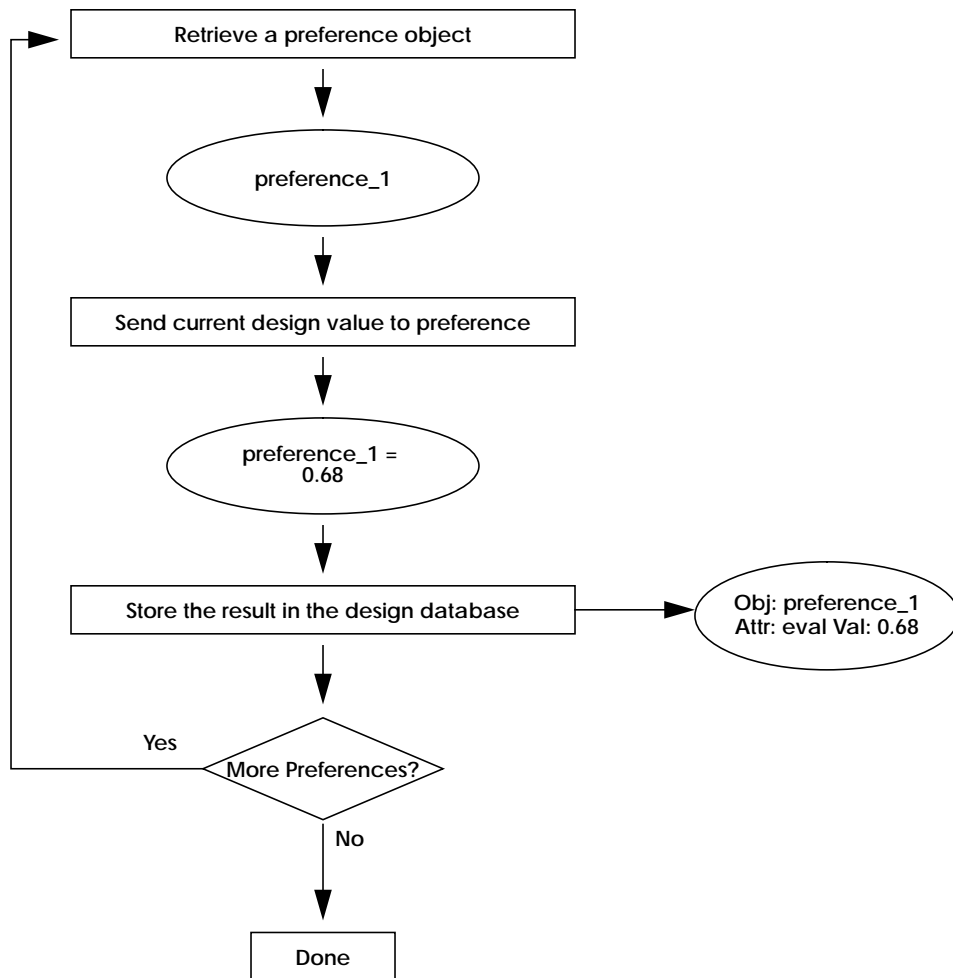 Retrieve a preference object
preference_1
Send current design value to preference
preference_1 =
0.68
Store the result in the design database
Obj: preference_1
Attr: eval Val: 0.68
Yes
More Preferences?
No
Done